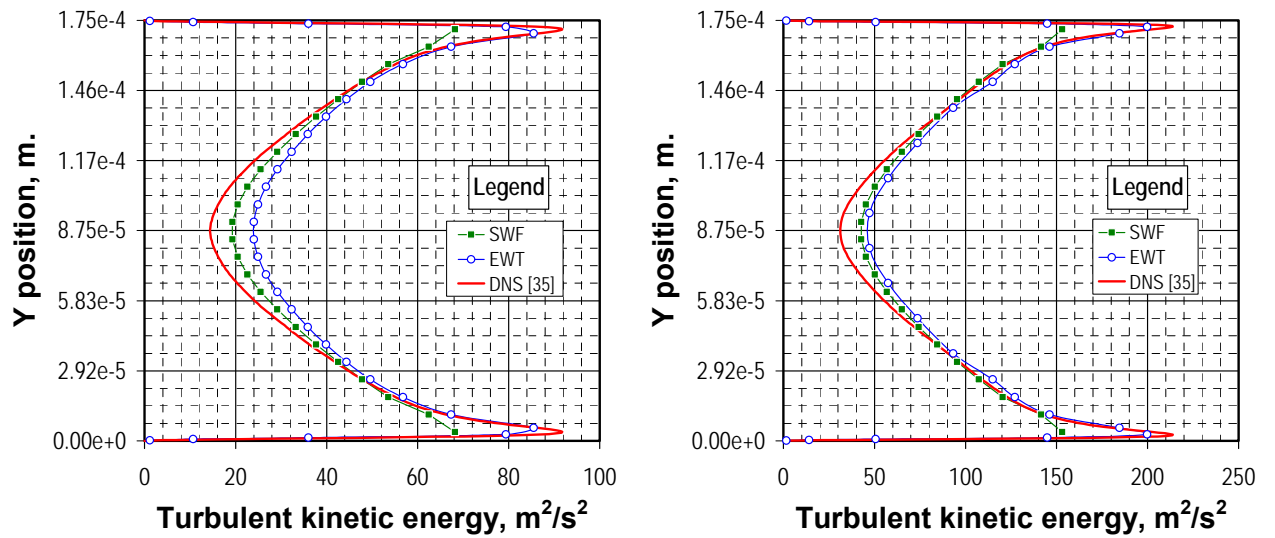 1.75e-4
1.46e-4
1.17e-4
8.75e-5
5.83e-5
2.92e-5
0.00e+0
Y position, m.
0 20 40 60 80 100
Turbulent kinetic energy, m²/s²
Legend
SWF
EWT
DNS [35]
1.75e-4
1.46e-4
1.17e-4
8.75e-5
5.83e-5
2.92e-5
0.00e+0
Y position, m.
0 50 100 150 200 250
Turbulent kinetic energy, m²/s²
Legend
SWF
EWT
DNS [35]